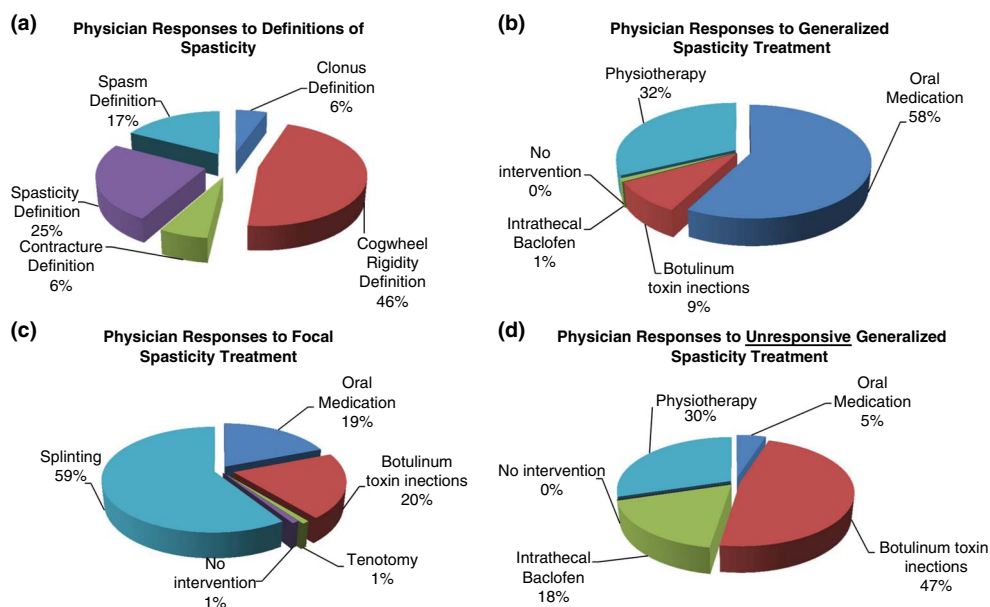 (a)
Physician Responses to Definitions of
Spasticity
Clonus
Definition
6%
Spasm
Definition
17%
Spasticity
Definition
25%
Contracture
Definition
6%
Cogwheel
Rigidity
Definition
46%
(b)
Physician Responses to Generalized
Spasticity Treatment
Physiotherapy
32%
Oral
Medication
58%
No
intervention
0%
Intrathecal
Baclofen
1%
Botulinum
toxin inections
9%
(c)
Physician Responses to Focal
Spasticity Treatment
Oral
Medication
19%
Splinting
59%
Botulinum
toxin inections
20%
No
intervention
1%
Tenotomy
1%
(d)
Physician Responses to Unresponsive Generalized
Spasticity Treatment
Physiotherapy
30%
Oral
Medication
5%
No intervention
0%
Intrathecal
Baclofen
18%
Botulinum toxin
inections
47%